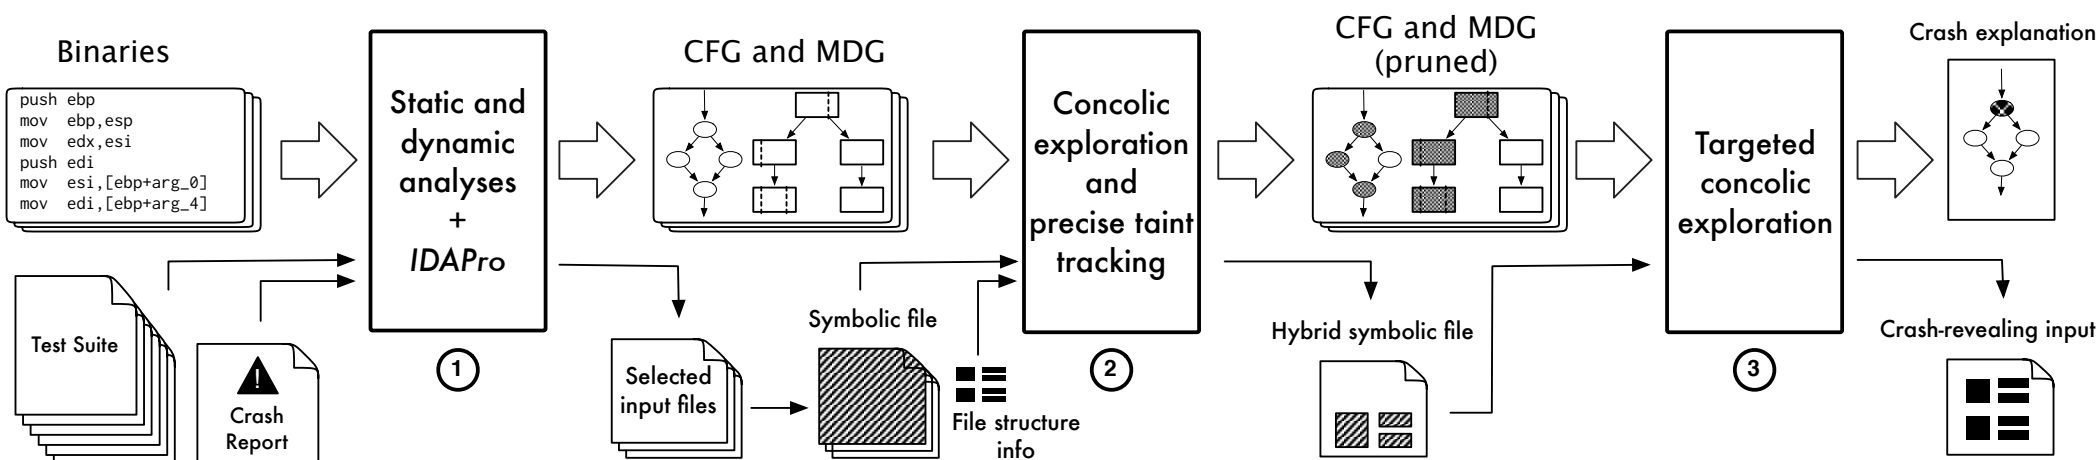 Binaries
push ebp
mov ebp,esp
mov edx,esi
push edi
mov esi,[ebp+arg_0]
mov edi,[ebp+arg_4]
Test Suite
!
Crash
Report
Static and
dynamic
analyses
+
IDAPro
1
CFG and MDG
Selected
input files
Symbolic file
File structure
info
Concolic
exploration
and
precise taint
tracking
2
CFG and MDG
(pruned)
Hybrid symbolic file
Targeted
concolic
exploration
3
Crash explanation
Crash-revealing input